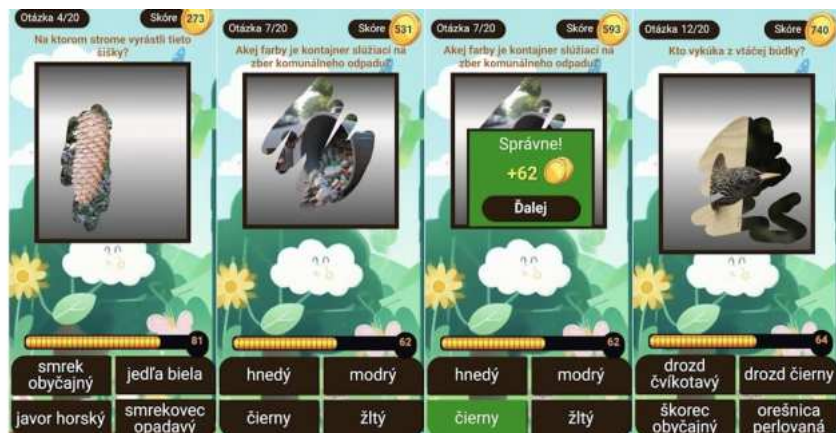 Otázka 4/20
Skóre 273
Na ktorom strome vyrástli tieto
šišky?
81
smrek
obyčajný
jedľa biela
javor horský
smrekovec
opadavý
Otázka 7/20
Skóre 531
Akej farby je kontajner slúžiaci na
zber komunálneho odpadu?
62
hnedý
modrý
čierny
žltý
Otázka 7/20
Skóre 593
Akej farby je kontajner slúžiaci na
zber komunálneho odpadu?
Správne!
+62
Ďalej
62
hnedý
modrý
čierny
žltý
Otázka 12/20
Skóre 740
Kto vykúka z vtáčej búdky?
64
drozd
čvíkotavý
drozd čierny
škorec
obyčajný
orešnica
perlovaná